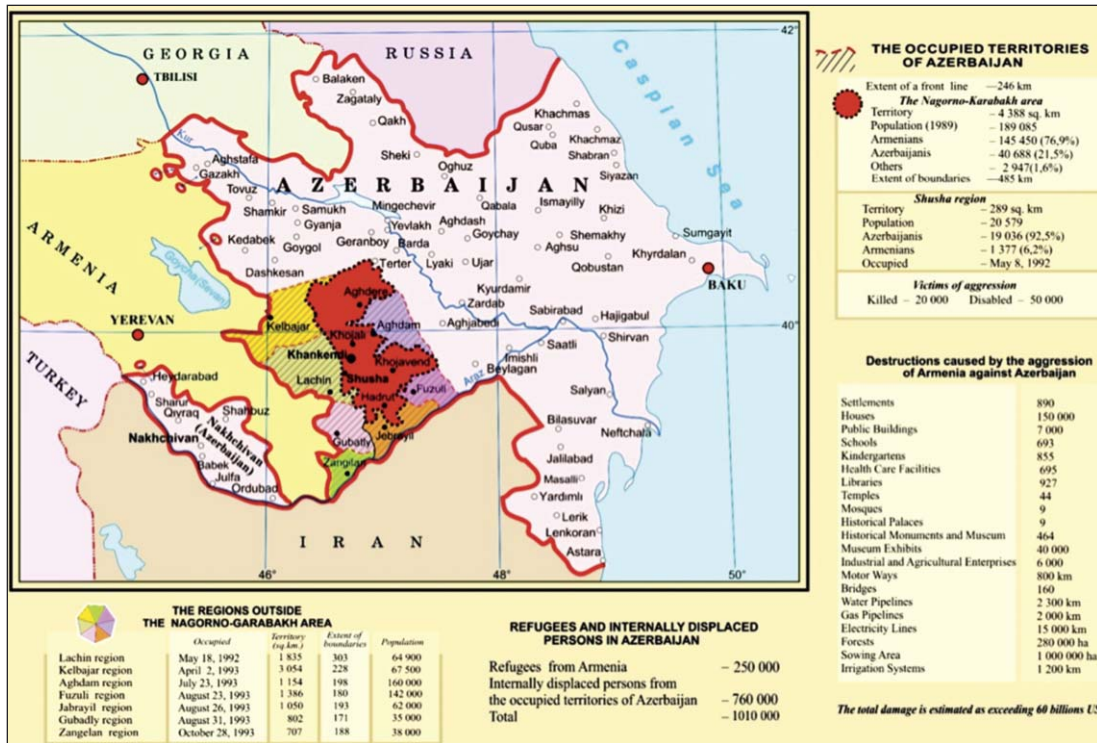 GEORGIA
RUSSIA
42°
TBILISI
Caspian Sea
Balaken
Zagataly
Qakh
Khachmas
Qusar
Quba
Khachmaz
Shabran
Siyazan
Kur
Sheki
Oghuz
Aghstafa
Gazakh
Tovuz
AZERBAIJAN
Shamkir
Samukh
Mingechevir
Qabala
Ismayilly
Khizi
Gyanja
Yevlakh
Aghdash
Goychay
Shemakhy
Sumgayit
Kedabek
Goygol
Geranboy
Barda
Aghsu
Khyrdalan
Dashkesan
Terter
Lyaki
Ujar
Qobustan
BAKU
ARMENIA
Goycha(Sevan)
Kyurdamir
Aghdere
Zardab
Sabirabad
Hajigabul
YEREVAN
Kelbajar
Khojali
Aghdam
Aghjabedi
40°
Shirvan
Khankendi
Khojavend
Imishli
Saatli
TURKEY
Heydarabad
Lachin
Shusha
Fuzuli
Araz
Beylagan
Salyan
Sharur
Qivraq
Shahbuz
Hadrut
Neftchala
Nakhchivan
Nakhchivan
(Azerbaijan)
Gubatly
Jebrayil
Bilasuvar
Babek
Zangilan
Jalilabad
Julfa
Masalli
Ordubad
Yardımlı
Lerik
IRAN
Lenkoran
Astara
46°
48°
50°
THE OCCUPIED TERRITORIES
OF AZERBAIJAN
Extent of a front line —246 km
The Nagorno-Karabakh area
Territory – 4 388 sq. km
Population (1989) – 189 085
Armenians – 145 450 (76,9%)
Azerbaijanis – 40 688 (21,5%)
Others – 2 947(1,6%)
Extent of boundaries —485 km
Shusha region
Territory – 289 sq. km
Population – 20 579
Azerbaijanis – 19 036 (92,5%)
Armenians – 1 377 (6,2%)
Occupied – May 8, 1992
Victims of aggression
Killed – 20 000 Disabled – 50 000
Destructions caused by the aggression
of Armenia against Azerbaijan
Settlements 890
Houses 150 000
Public Buildings 7 000
Schools 693
Kindergartens 855
Health Care Facilities 695
Libraries 927
Temples 44
Mosques 9
Historical Palaces 9
Historical Monuments and Museum 464
Museum Exhibits 40 000
Industrial and Agricultural Enterprises 6 000
Motor Ways 800 km
Bridges 160
Water Pipelines 2 300 km
Gas Pipelines 2 000 km
Electricity Lines 15 000 km
Forests 280 000 ha
Sowing Area 1 000 000 ha
Irrigation Systems 1 200 km
The total damage is estimated as exceeding 60 billions US
THE REGIONS OUTSIDE
THE NAGORNO-GARABAKH AREA
Occupied Territory (sq.km.) Extent of boundaries Population
Lachin region May 18, 1992 1 835 303 64 900
Kelbajar region April 2, 1993 3 054 228 67 500
Aghdam region July 23, 1993 1 154 198 160 000
Fuzuli region August 23, 1993 1 386 180 142 000
Jabrayil region August 26, 1993 1 050 193 62 000
Gubadly region August 31, 1993 802 171 35 000
Zangelan region October 28, 1993 707 188 38 000
REFUGEES AND INTERNALLY DISPLACED
PERSONS IN AZERBAIJAN
Refugees from Armenia – 250 000
Internally displaced persons from
the occupied territories of Azerbaijan – 760 000
Total – 1010 000